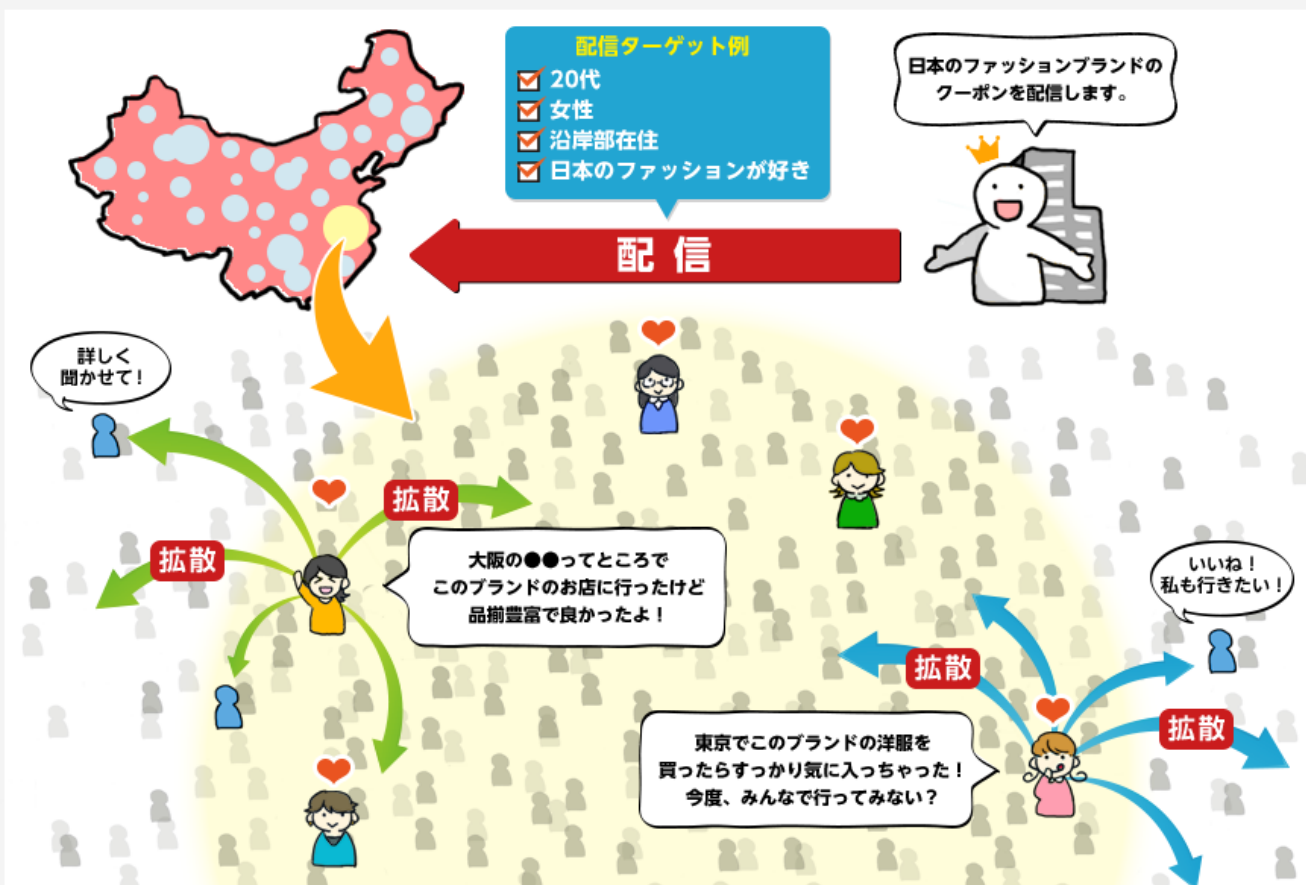 配信ターゲット例
20代
女性
沿岸部在住
日本のファッションが好き
日本のファッションブランドの
クーポンを配信します。
配信
詳しく
聞かせて！
拡散
拡散
大阪の●●ってところで
このブランドのお店に行ったけど
品揃豊富で良かったよ！
いいね！
私も行きたい！
拡散
拡散
東京でこのブランドの洋服を
買ったらすっかり気に入っちゃった！
今度、みんなで行ってみない？